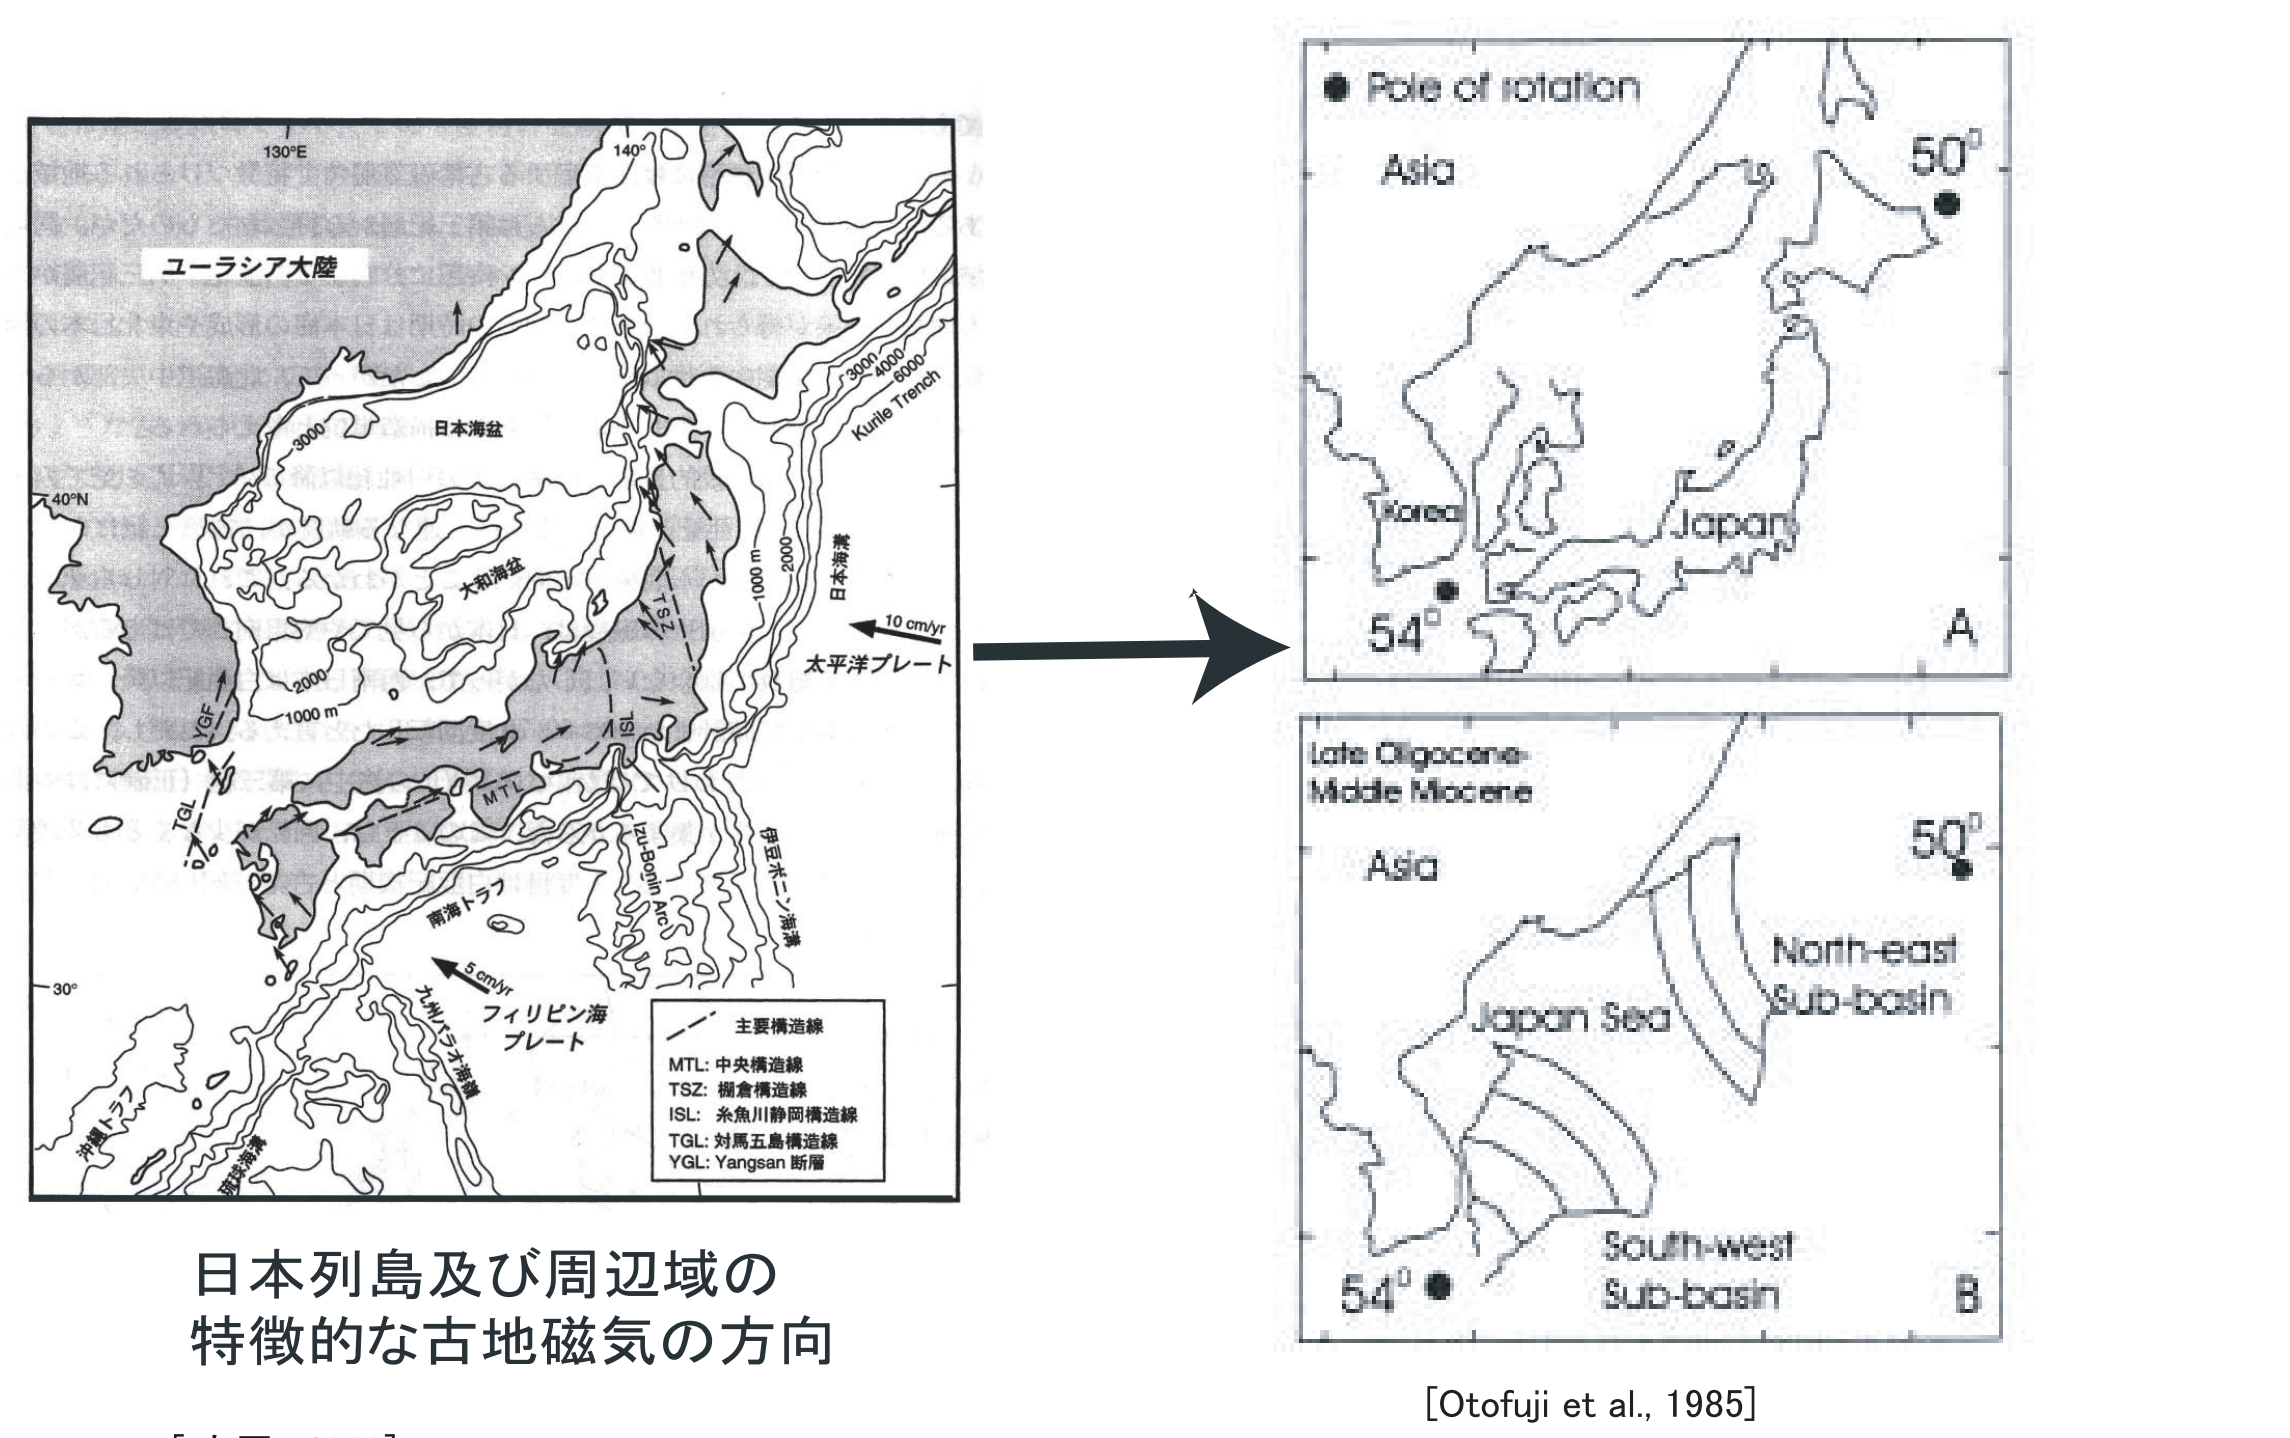 130°E
140°
ユーラシア大陸
3000
4000
6000
Kurile Trench
3000
日本海盆
40°N
大和海盆
1000 m
2000
日本海溝
TSZ
10 cm/yr
太平洋プレート
2000
1000 m
YGF
ISL
TGL
MTL
Izu-Bonin Arc
伊豆ボニン海溝
南海トラフ
30°
5 cm/yr
フィリピン海
プレート
九州パラオ海嶺
沖縄トラフ
琉球海溝
主要構造線
MTL: 中央構造線
TSZ: 棚倉構造線
ISL: 糸魚川静岡構造線
TGL: 対馬五島構造線
YGL: Yangsan 断層
日本列島及び周辺域の
特徴的な古地磁気の方向
Pole of rotation
Asia
50°
Korea
Japan
54°
A
Late Oligocene-
Middle Miocene
50°
Asia
North-east
Sub-basin
Japan Sea
South-west
Sub-basin
54°
B
[Otofuji et al., 1985]